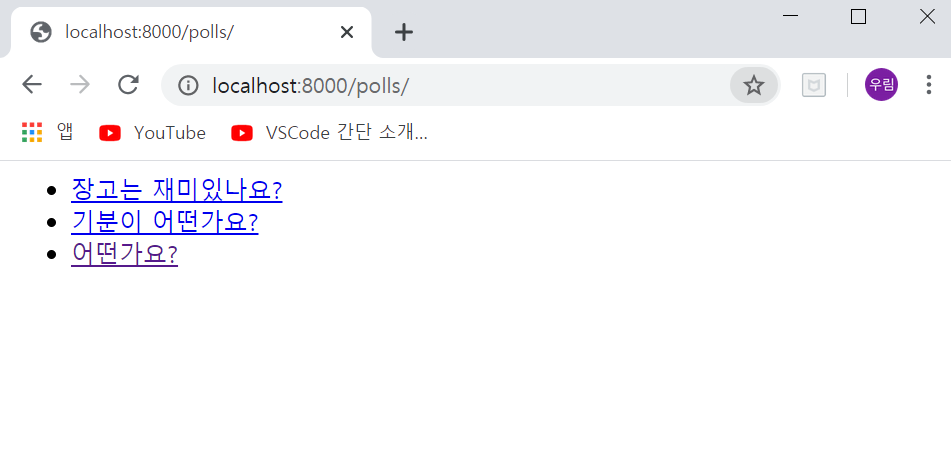 localhost:8000/polls/
localhost:8000/polls/
우림
앱 YouTube VSCode 간단 소개...
장고는 재미있나요?
기분이 어떤가요?
어떤가요?